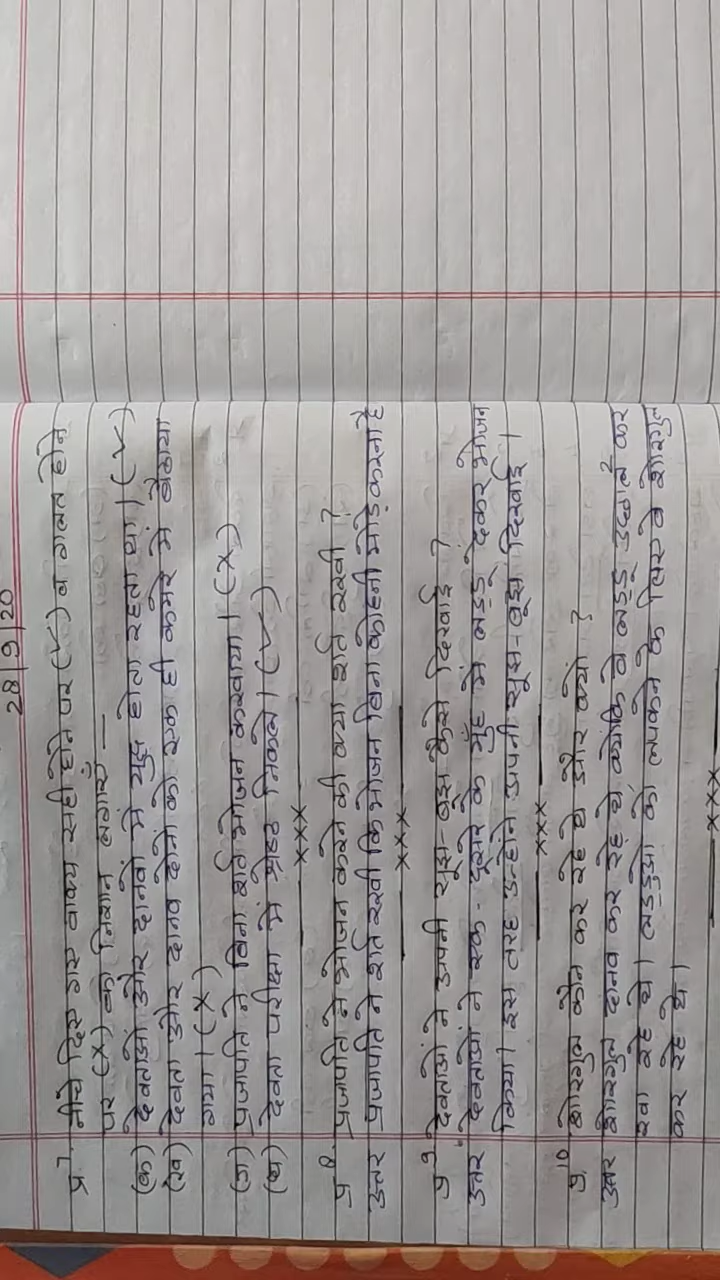 28/9/20
प्र 7. नीचे दिए गए वाक्य सही होने पर (✓) व गलत होने
पर (X) का निशान लगाएँ —
(क) देवताओं और दानवों में युद्ध होता रहता था। (✓)
(ख) देवता और दानव दोनों को एक ही कमरे में बैठाया
गया। (X)
(ग) प्रजापति ने बिना शर्त भोजन करवाया। (X)
(घ) देवता परीक्षा में श्रेष्ठ निकले। (✓)
xxx
प्र 8. प्रजापति ने भोजन करने की क्या शर्त रखी ?
उत्तर प्रजापति ने शर्त रखी कि भोजन बिना कोहनी मोड़े करना है
xxx
प्र 9. देवताओं ने अपनी सूझ-बूझ कैसे दिखाई ?
उत्तर देवताओं ने एक-दूसरे के मुँह में लड्डू देकर भोजन
किया। इस तरह उन्होंने अपनी सूझ-बूझ दिखाई।
xxx
प्र 10. शोरगुल कौन कर रहे थे और क्यों ?
उत्तर शोरगुल दानव कर रहे थे क्योंकि वे लड्डू उछाल कर
खा रहे थे। लड्डुओं को लपकने के लिए वे शोरगुल
कर रहे थे।
xxx